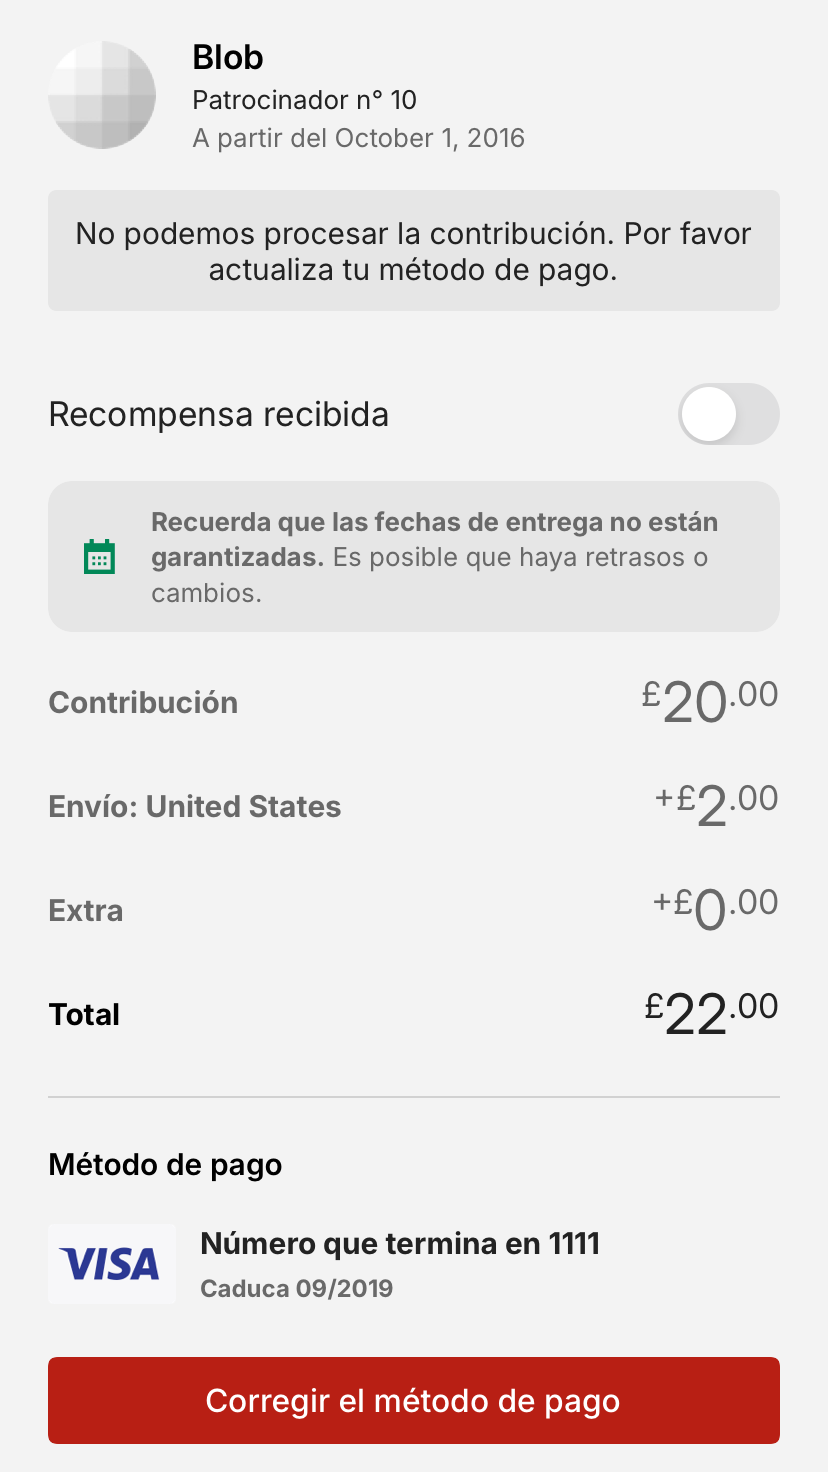 Blob
Patrocinador n° 10
A partir del October 1, 2016
No podemos procesar la contribución. Por favor
actualiza tu método de pago.
Recompensa recibida
Recuerda que las fechas de entrega no están
garantizadas. Es posible que haya retrasos o
cambios.
Contribución £20.00
Envío: United States +£2.00
Extra +£0.00
Total £22.00
Método de pago
VISA
Número que termina en 1111
Caduca 09/2019
Corregir el método de pago